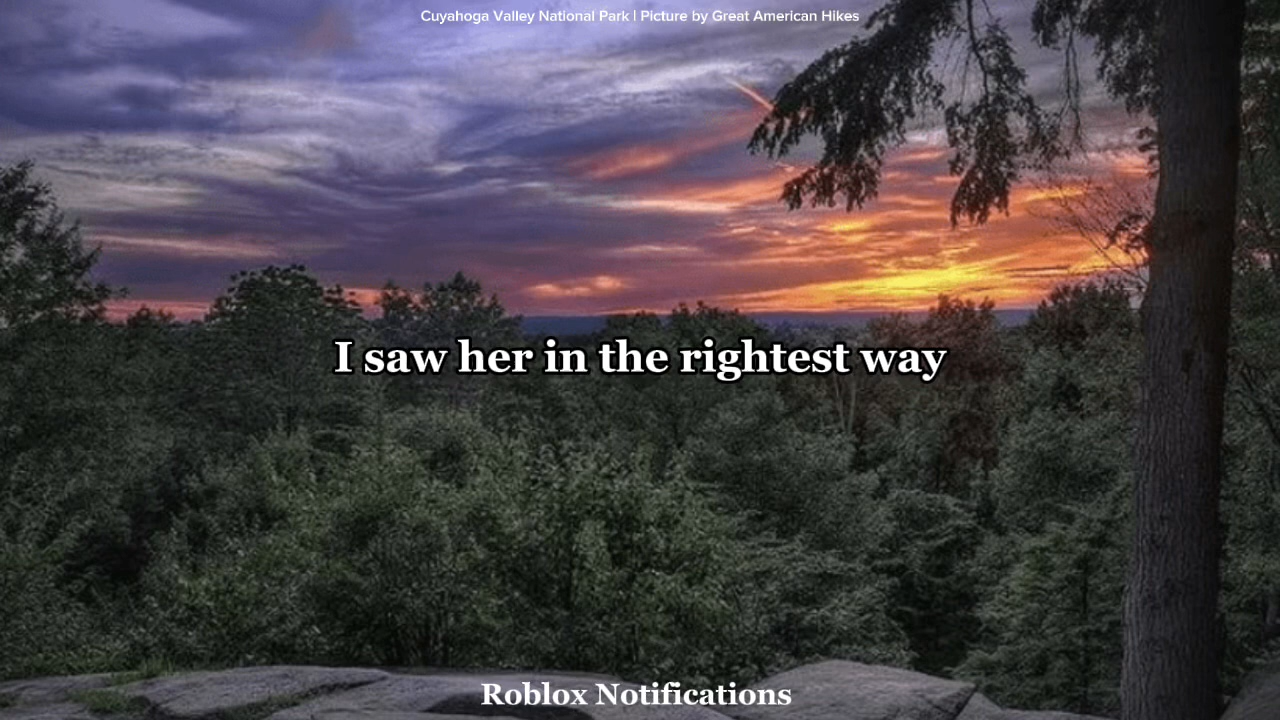 Cuyahoga Valley National Park | Picture by Great American Hikes
I saw her in the rightest way
Roblox Notifications